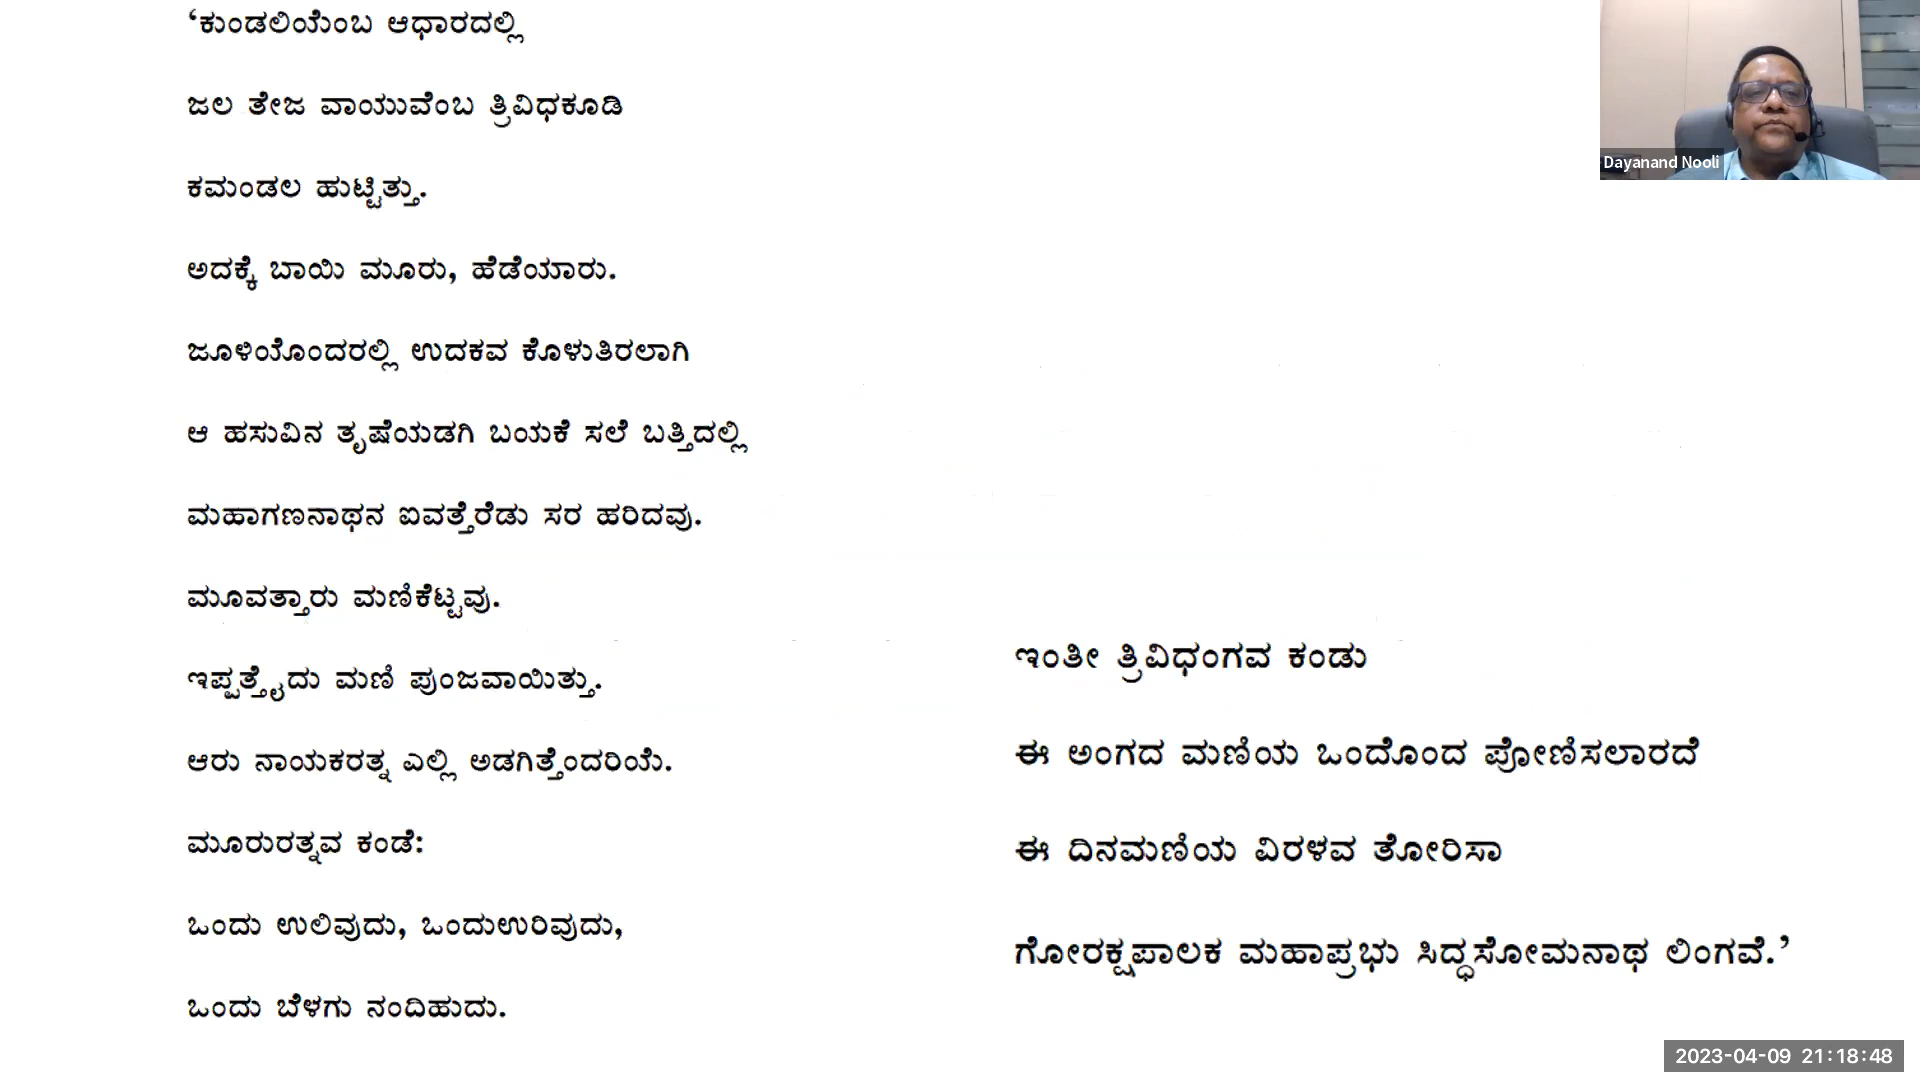 ‘ಕುಂಡಲಿಯೆಂಬ ಆಧಾರದಲ್ಲಿ
ಜಲ ತೇಜ ವಾಯುವೆಂಬ ತ್ರಿವಿಧಕೂಡಿ
ಕಮಂಡಲ ಹುಟ್ಟಿತ್ತು.
ಅದಕ್ಕೆ ಬಾಯಿ ಮೂರು, ಹೆಡೆಯಾರು.
ಜೂಳಿಯೊಂದರಲ್ಲಿ ಉದಕವ ಕೊಳುತಿರಲಾಗಿ
ಆ ಹಸುವಿನ ತೃಷೆಯಡಗಿ ಬಯಕೆ ಸಲೆ ಬತ್ತಿದಲ್ಲಿ
ಮಹಾಗಣನಾಥನ ಐವತ್ತೆರೆಡು ಸರ ಹರಿದವು.
ಮೂವತ್ತಾರು ಮಣಿಕೆಟ್ಟವು.
ಇಪ್ಪತ್ತೈದು ಮಣಿ ಪುಂಜವಾಯಿತ್ತು.
ಆರು ನಾಯಕರತ್ನ ಎಲ್ಲಿ ಅಡಗಿತ್ತೆಂದರಿಯೆ.
ಮೂರುರತ್ನವ ಕಂಡೆ:
ಒಂದು ಉಲಿವುದು, ಒಂದುಉರಿವುದು,
ಒಂದು ಬೆಳಗು ನಂದಿಹುದು.
ಇಂತೀ ತ್ರಿವಿಧಂಗವ ಕಂಡು
ಈ ಅಂಗದ ಮಣಿಯ ಒಂದೊಂದ ಪೋಣಿಸಲಾರದೆ
ಈ ದಿನಮಣಿಯ ವಿರಳವ ತೋರಿಸಾ
ಗೋರಕ್ಷಪಾಲಕ ಮಹಾಪ್ರಭು ಸಿದ್ಧಸೋಮನಾಥ ಲಿಂಗವೆ.’
Dayanand Nooli
2023-04-09 21:18:48